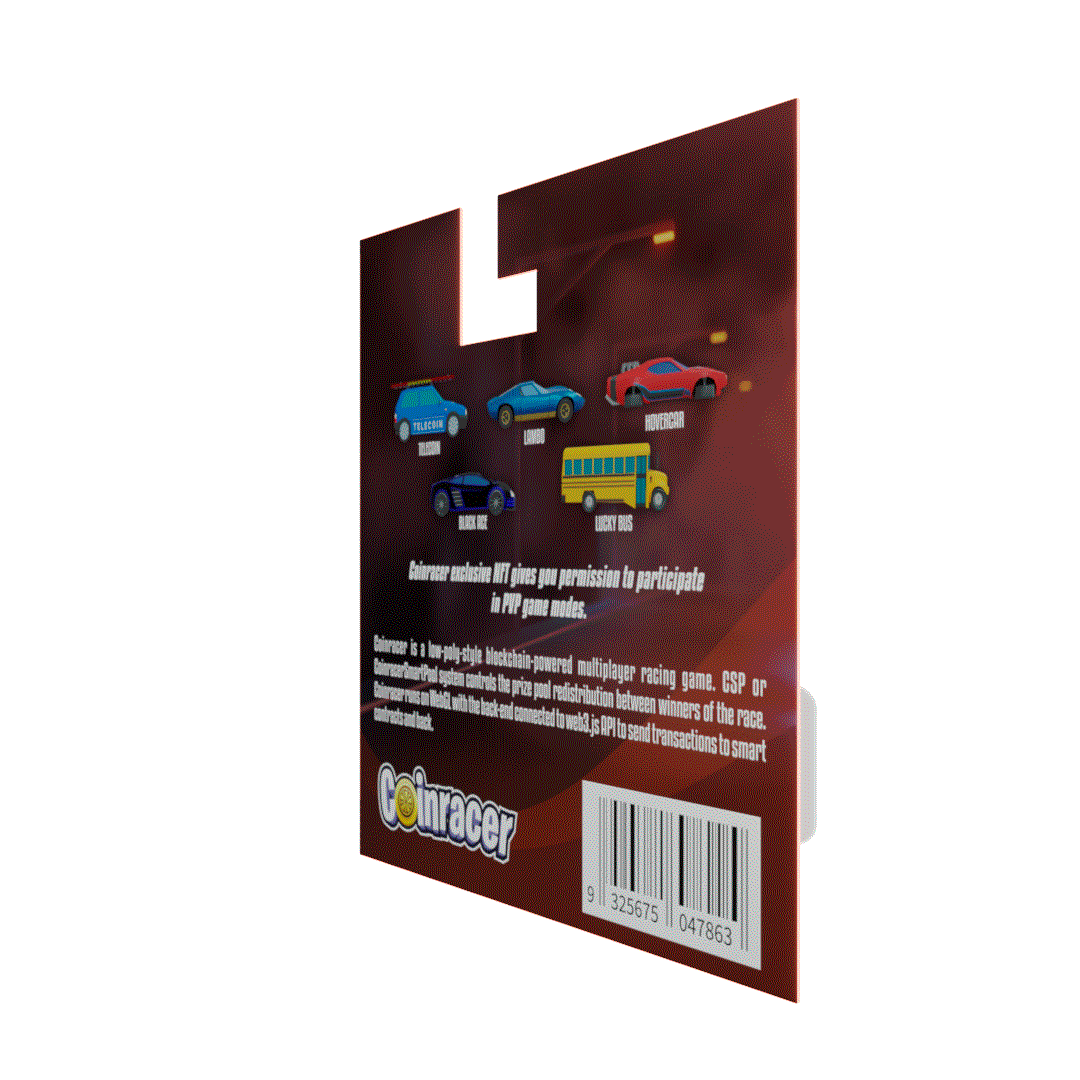 TELECOIN
TELECOIN
LAMBO
HOVERCAR
BLACK BEE
LUCKY BUS
Coinracer exclusive NFT gives you permission to participate
in PVP game modes.
Coinracer is a low-poly-style blockchain-powered multiplayer racing game. CSP or
CoinracerSmartPool system controls the prize pool redistribution between winners of the race.
Coinracer runs on WebGL with the back-end connected to web3.js API to send transactions to smart
contracts and back.
Coinracer
9 325675 047863